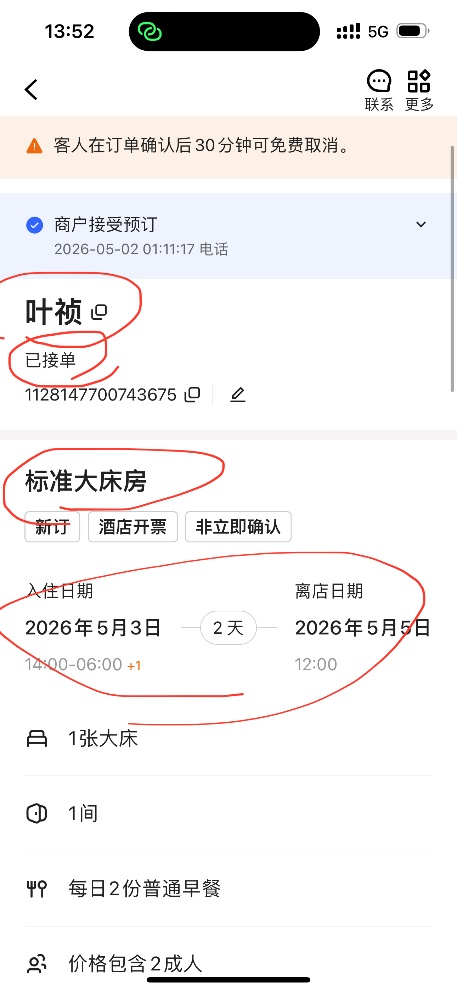 13:52
5G
联系 更多
客人在订单确认后30分钟可免费取消。
商户接受预订
2026-05-02 01:11:17 电话
叶祯
已接单
1128147700743675
标准大床房
新订 酒店开票 非立即确认
入住日期 离店日期
2026年5月3日 2天 2026年5月5日
14:00-06:00 +1 12:00
1张大床
1间
每日2份普通早餐
价格包含2成人